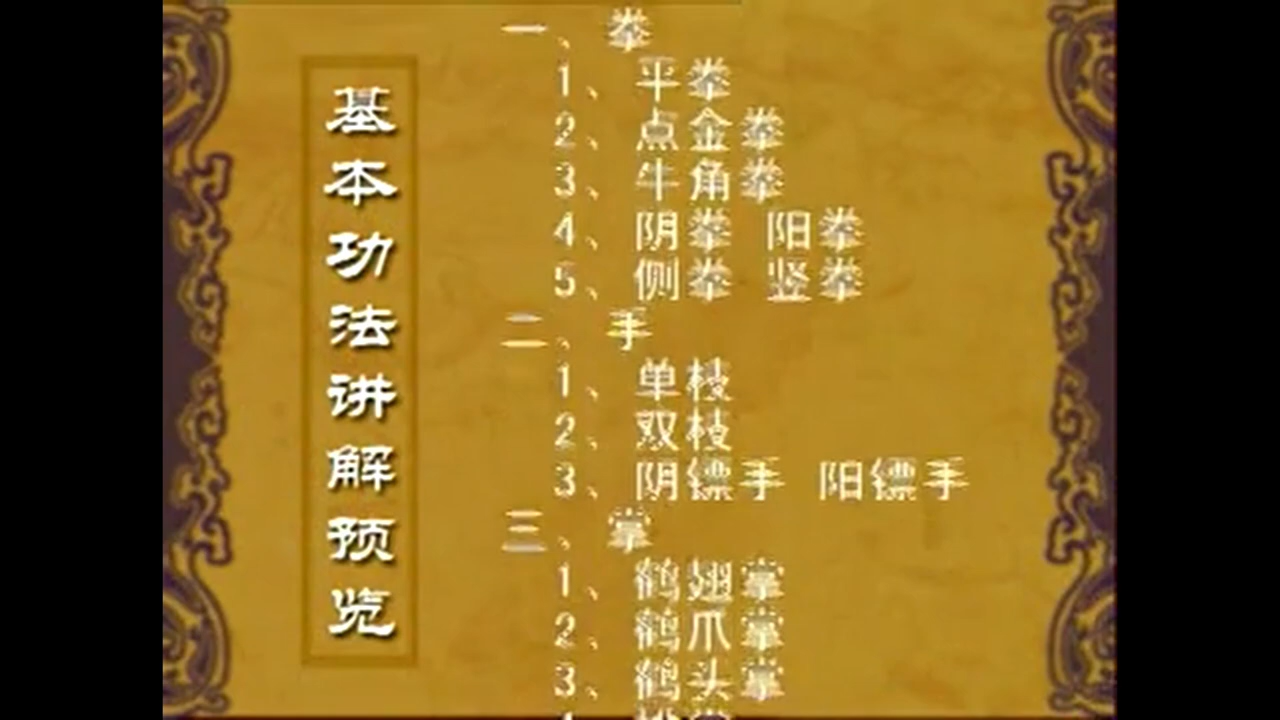 基本功法讲解预览
一、拳
1、平拳
2、点金拳
3、牛角拳
4、阴拳 阳拳
5、侧拳 竖拳
二、手
1、单枝
2、双枝
3、阴镖手 阳镖手
三、掌
1、鹤翅掌
2、鹤爪掌
3、鹤头掌